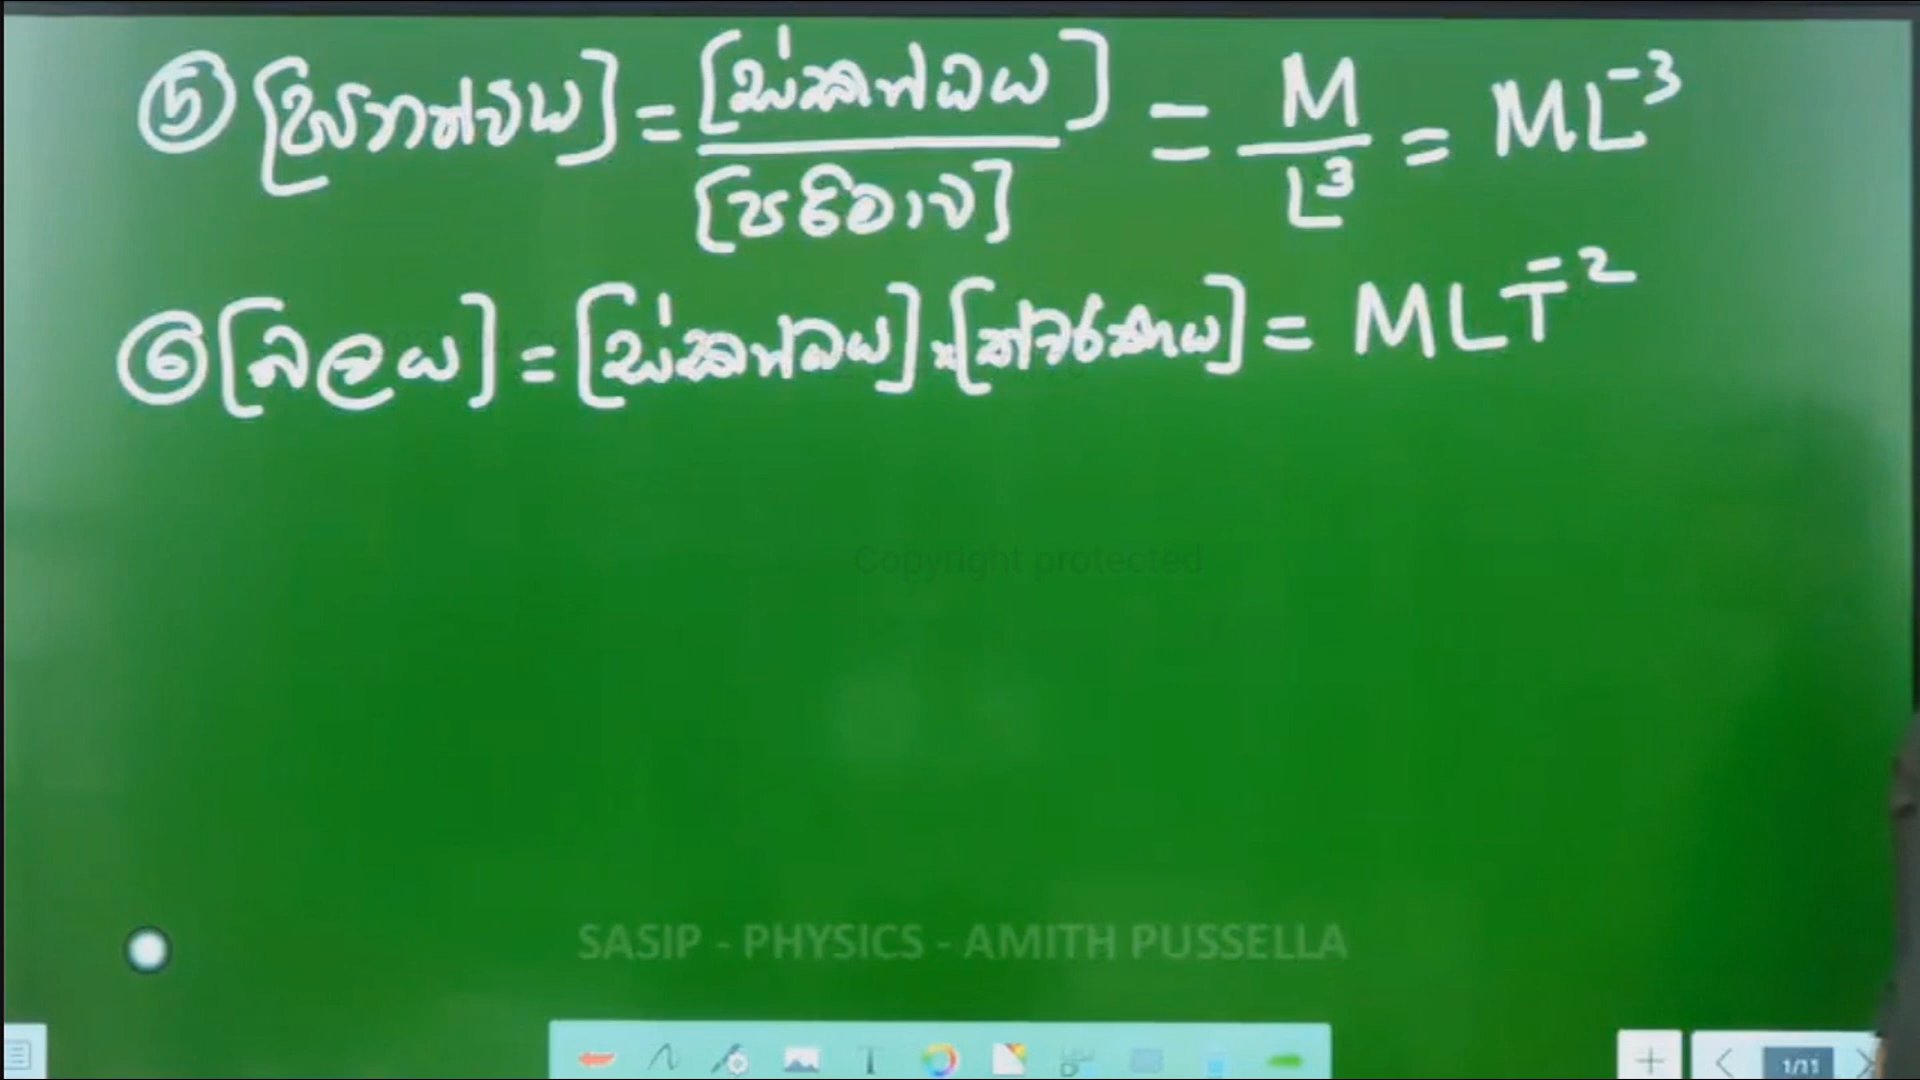 ⑤ [ඝනත්වය] = [ස්කන්ධය] / [පරිමාව] = M / L³ = ML⁻³
⑥ [බලය] = [ස්කන්ධය] × [ත්වරණය] = MLT⁻²
Copyright protected
SASIP - PHYSICS - AMITH PUSSELLA
1/11